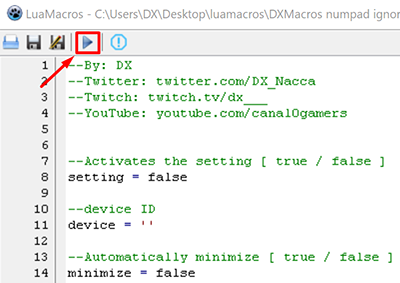 LuaMacros - C:\Users\DX\Desktop\luamacros\DXMacros numpad ignor
1 --By: DX
2 --Twitter: twitter.com/DX_Nacca
3 --Twitch: twitch.tv/dx___
4 --YouTube: youtube.com/canal0gamers
5
6
7 --Activates the setting [ true / false ]
8 setting = false
9
10 --device ID
11 device = ''
12
13 --Automatically minimize [ true / false ]
14 minimize = false